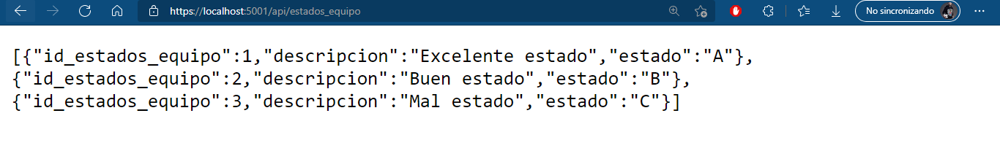 https://localhost:5001/api/estados_equipo
No sincronizando
[{"id_estados_equipo":1,"descripcion":"Excelente estado","estado":"A"},
{"id_estados_equipo":2,"descripcion":"Buen estado","estado":"B"},
{"id_estados_equipo":3,"descripcion":"Mal estado","estado":"C"}]